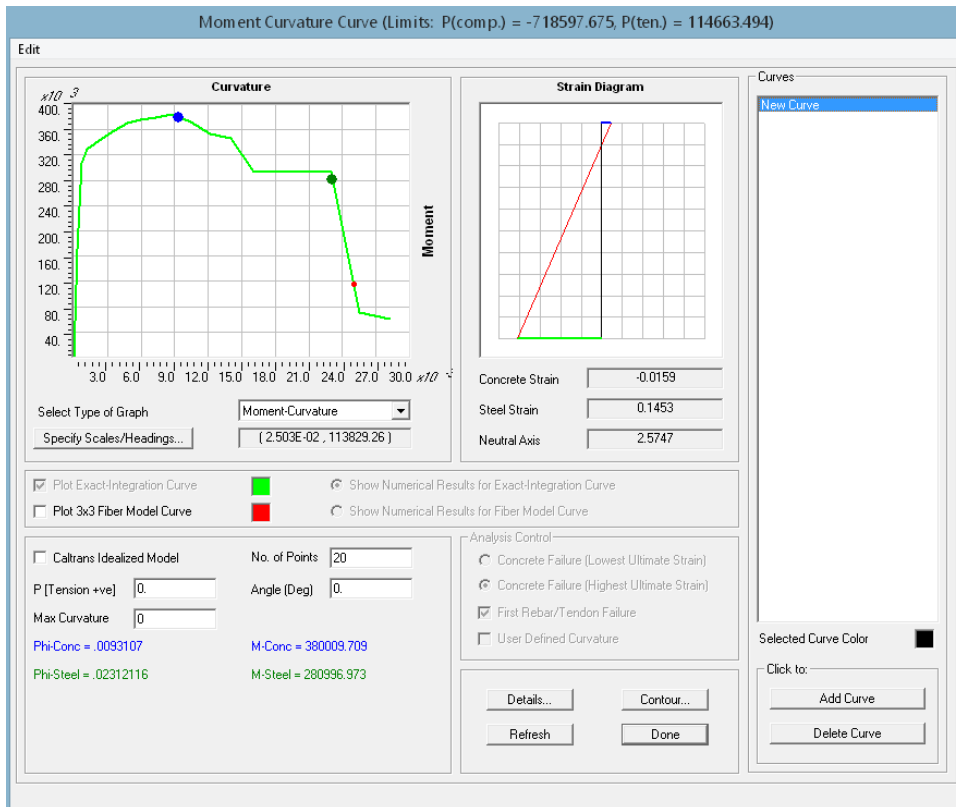 Moment Curvature Curve (Limits: P(comp.) = -718597.675, P(ten.) = 114663.494)
Edit
Curvature
x10 3
400.
360.
320.
280.
240.
200.
160.
120.
80.
40.
3.0 6.0 9.0 12.0 15.0 18.0 21.0 24.0 27.0 30.0 x10 -3
Moment
Select Type of Graph
Moment-Curvature
Specify Scales/Headings...
( 2.503E-02 , 113829.26 )
Strain Diagram
Concrete Strain -0.0159
Steel Strain 0.1453
Neutral Axis 2.5747
Curves
New Curve
Plot Exact-Integration Curve
Show Numerical Results for Exact-Integration Curve
Plot 3x3 Fiber Model Curve
Show Numerical Results for Fiber Model Curve
Caltrans Idealized Model
No. of Points 20
P [Tension +ve] 0.
Angle (Deg) 0.
Max Curvature 0
Phi-Conc = .0093107
M-Conc = 380009.709
Phi-Steel = .02312116
M-Steel = 280996.973
Analysis Control
Concrete Failure (Lowest Ultimate Strain)
Concrete Failure (Highest Ultimate Strain)
First Rebar/Tendon Failure
User Defined Curvature
Details... Contour...
Refresh Done
Selected Curve Color
Click to:
Add Curve
Delete Curve